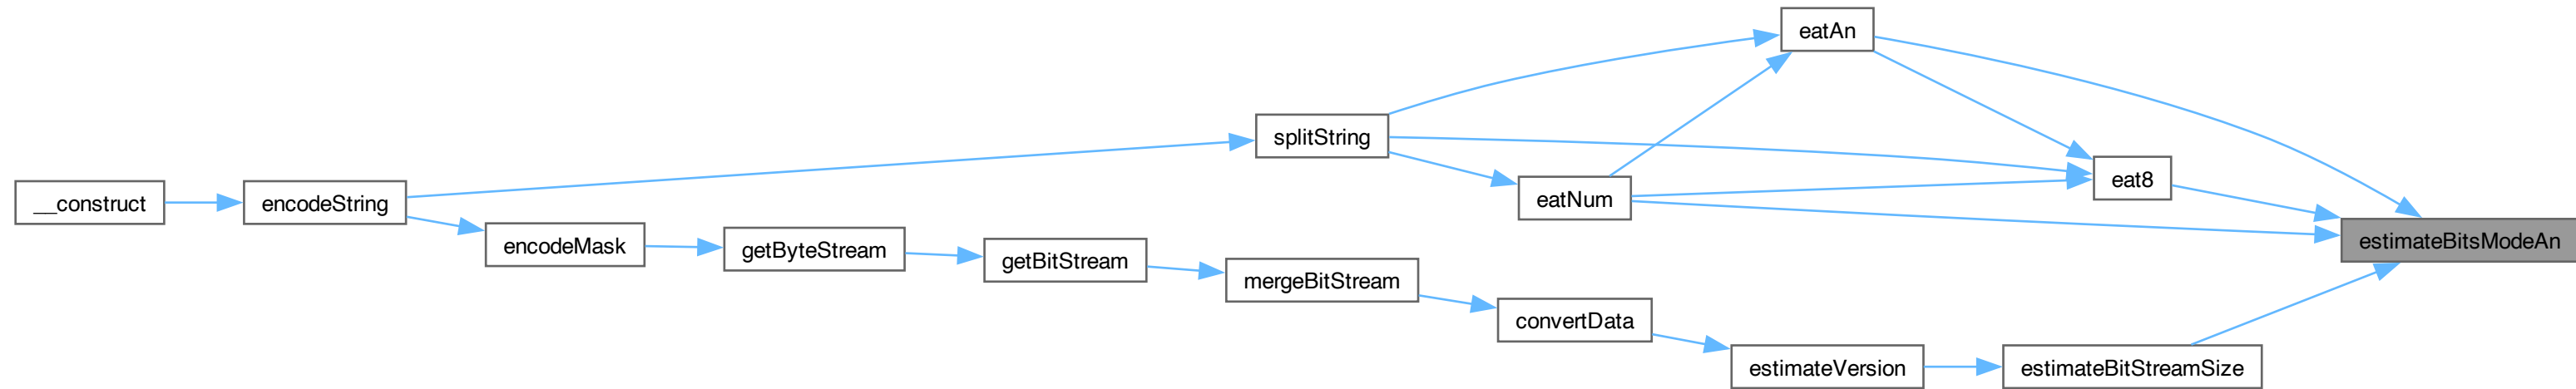 eatAn
splitString
eat8
__construct
encodeString
eatNum
encodeMask
getByteStream
getBitStream
mergeBitStream
convertData
estimateVersion
estimateBitStreamSize
estimateBitsModeAn